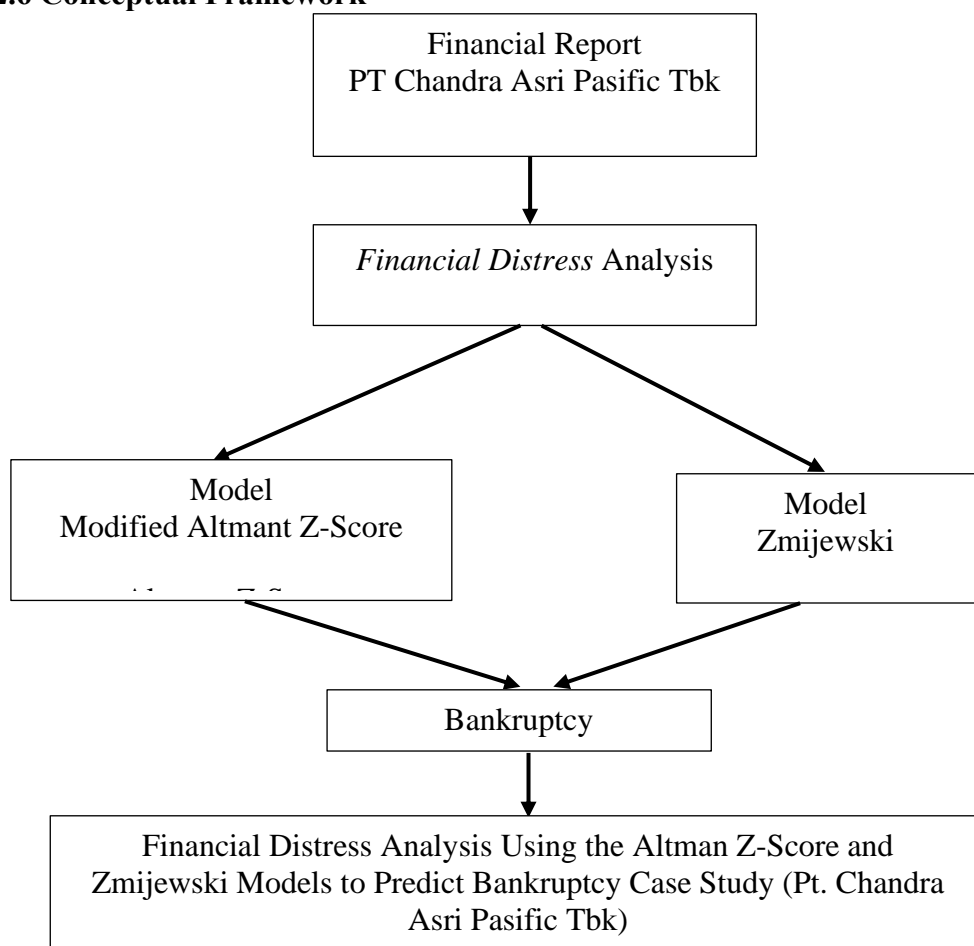 Conceptual Framework
Financial Report
PT Chandra Asri Pasific Tbk
Financial Distress Analysis
Model
Modified Altmant Z-Score
Model
Zmijewski
Bankruptcy
Financial Distress Analysis Using the Altman Z-Score and
Zmijewski Models to Predict Bankruptcy Case Study (Pt. Chandra
Asri Pasific Tbk)